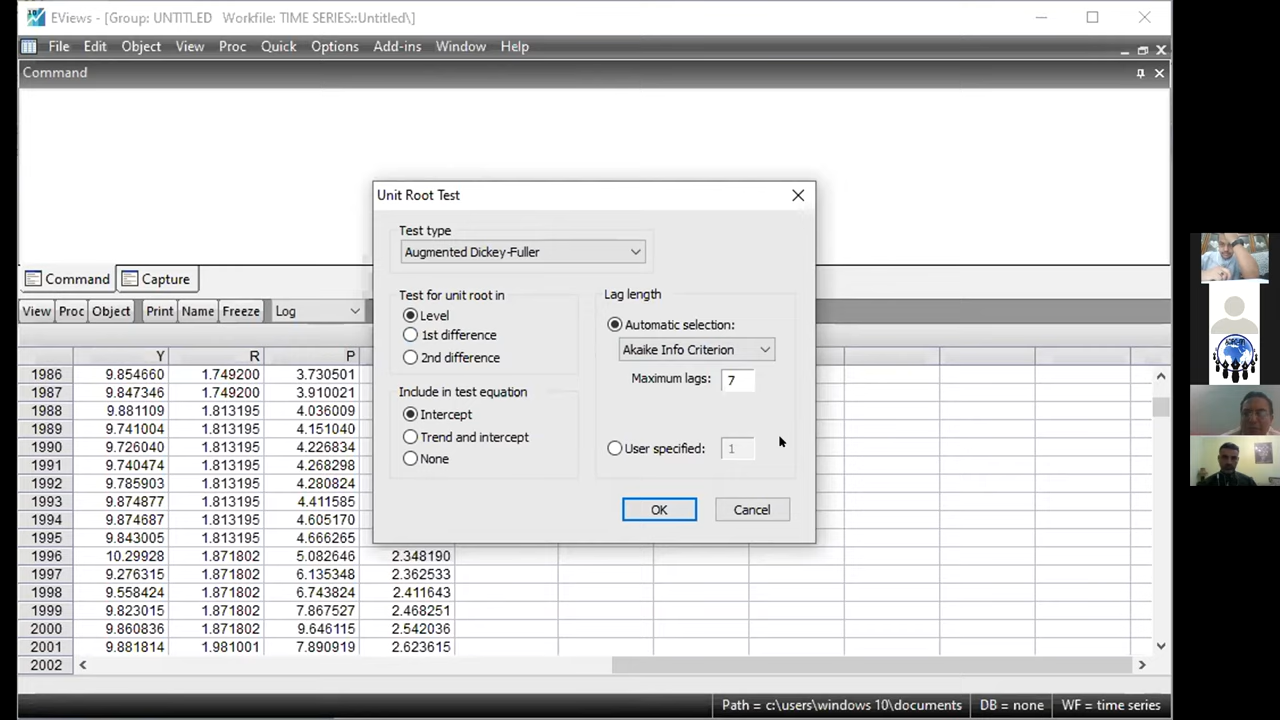 EViews - [Group: UNTITLED   Workfile: TIME SERIES::Untitled\]
File Edit Object View Proc Quick Options Add-ins Window Help
Command
Unit Root Test
Test type
Augmented Dickey-Fuller
Test for unit root in
Level
1st difference
2nd difference
Include in test equation
Intercept
Trend and intercept
None
Lag length
Automatic selection:
Akaike Info Criterion
Maximum lags: 7
User specified: 1
OK Cancel
Command Capture
View Proc Object Print Name Freeze Log
Y R P
1986 9.854660 1.749200 3.730501
1987 9.847346 1.749200 3.910021
1988 9.881109 1.813195 4.036009
1989 9.741004 1.813195 4.151040
1990 9.726040 1.813195 4.226834
1991 9.740474 1.813195 4.268298
1992 9.785903 1.813195 4.280824
1993 9.874877 1.813195 4.411585
1994 9.874687 1.813195 4.605170
1995 9.843005 1.813195 4.666265
1996 10.29928 1.871802 5.082646 2.348190
1997 9.276315 1.871802 6.135348 2.362533
1998 9.558424 1.871802 6.743824 2.411643
1999 9.823015 1.871802 7.867527 2.468251
2000 9.860836 1.871802 9.646115 2.542036
2001 9.881814 1.981001 7.890919 2.623615
2002
Path = c:\users\windows 10\documents DB = none WF = time series